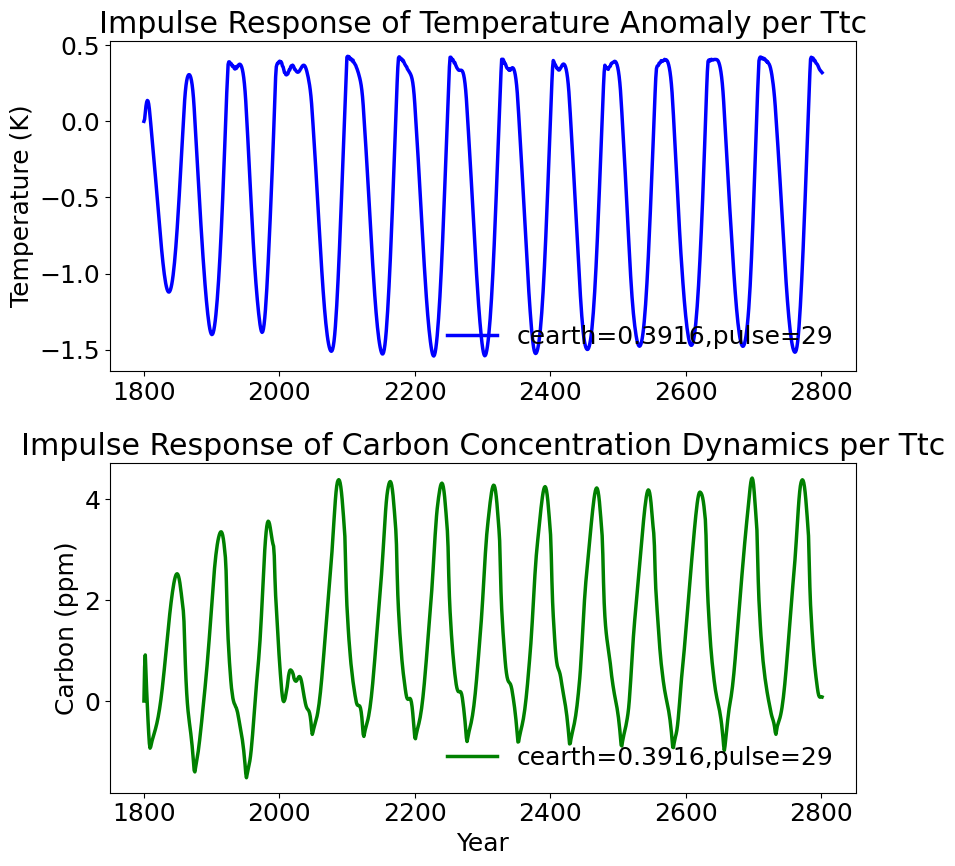 Impulse Response of Temperature Anomaly per Ttc
0.5
0.0
−0.5
−1.0
−1.5
Temperature (K)
cearth=0.3916,pulse=29
1800 2000 2200 2400 2600 2800
Impulse Response of Carbon Concentration Dynamics per Ttc
4
2
0
Carbon (ppm)
cearth=0.3916,pulse=29
1800 2000 2200 2400 2600 2800
Year